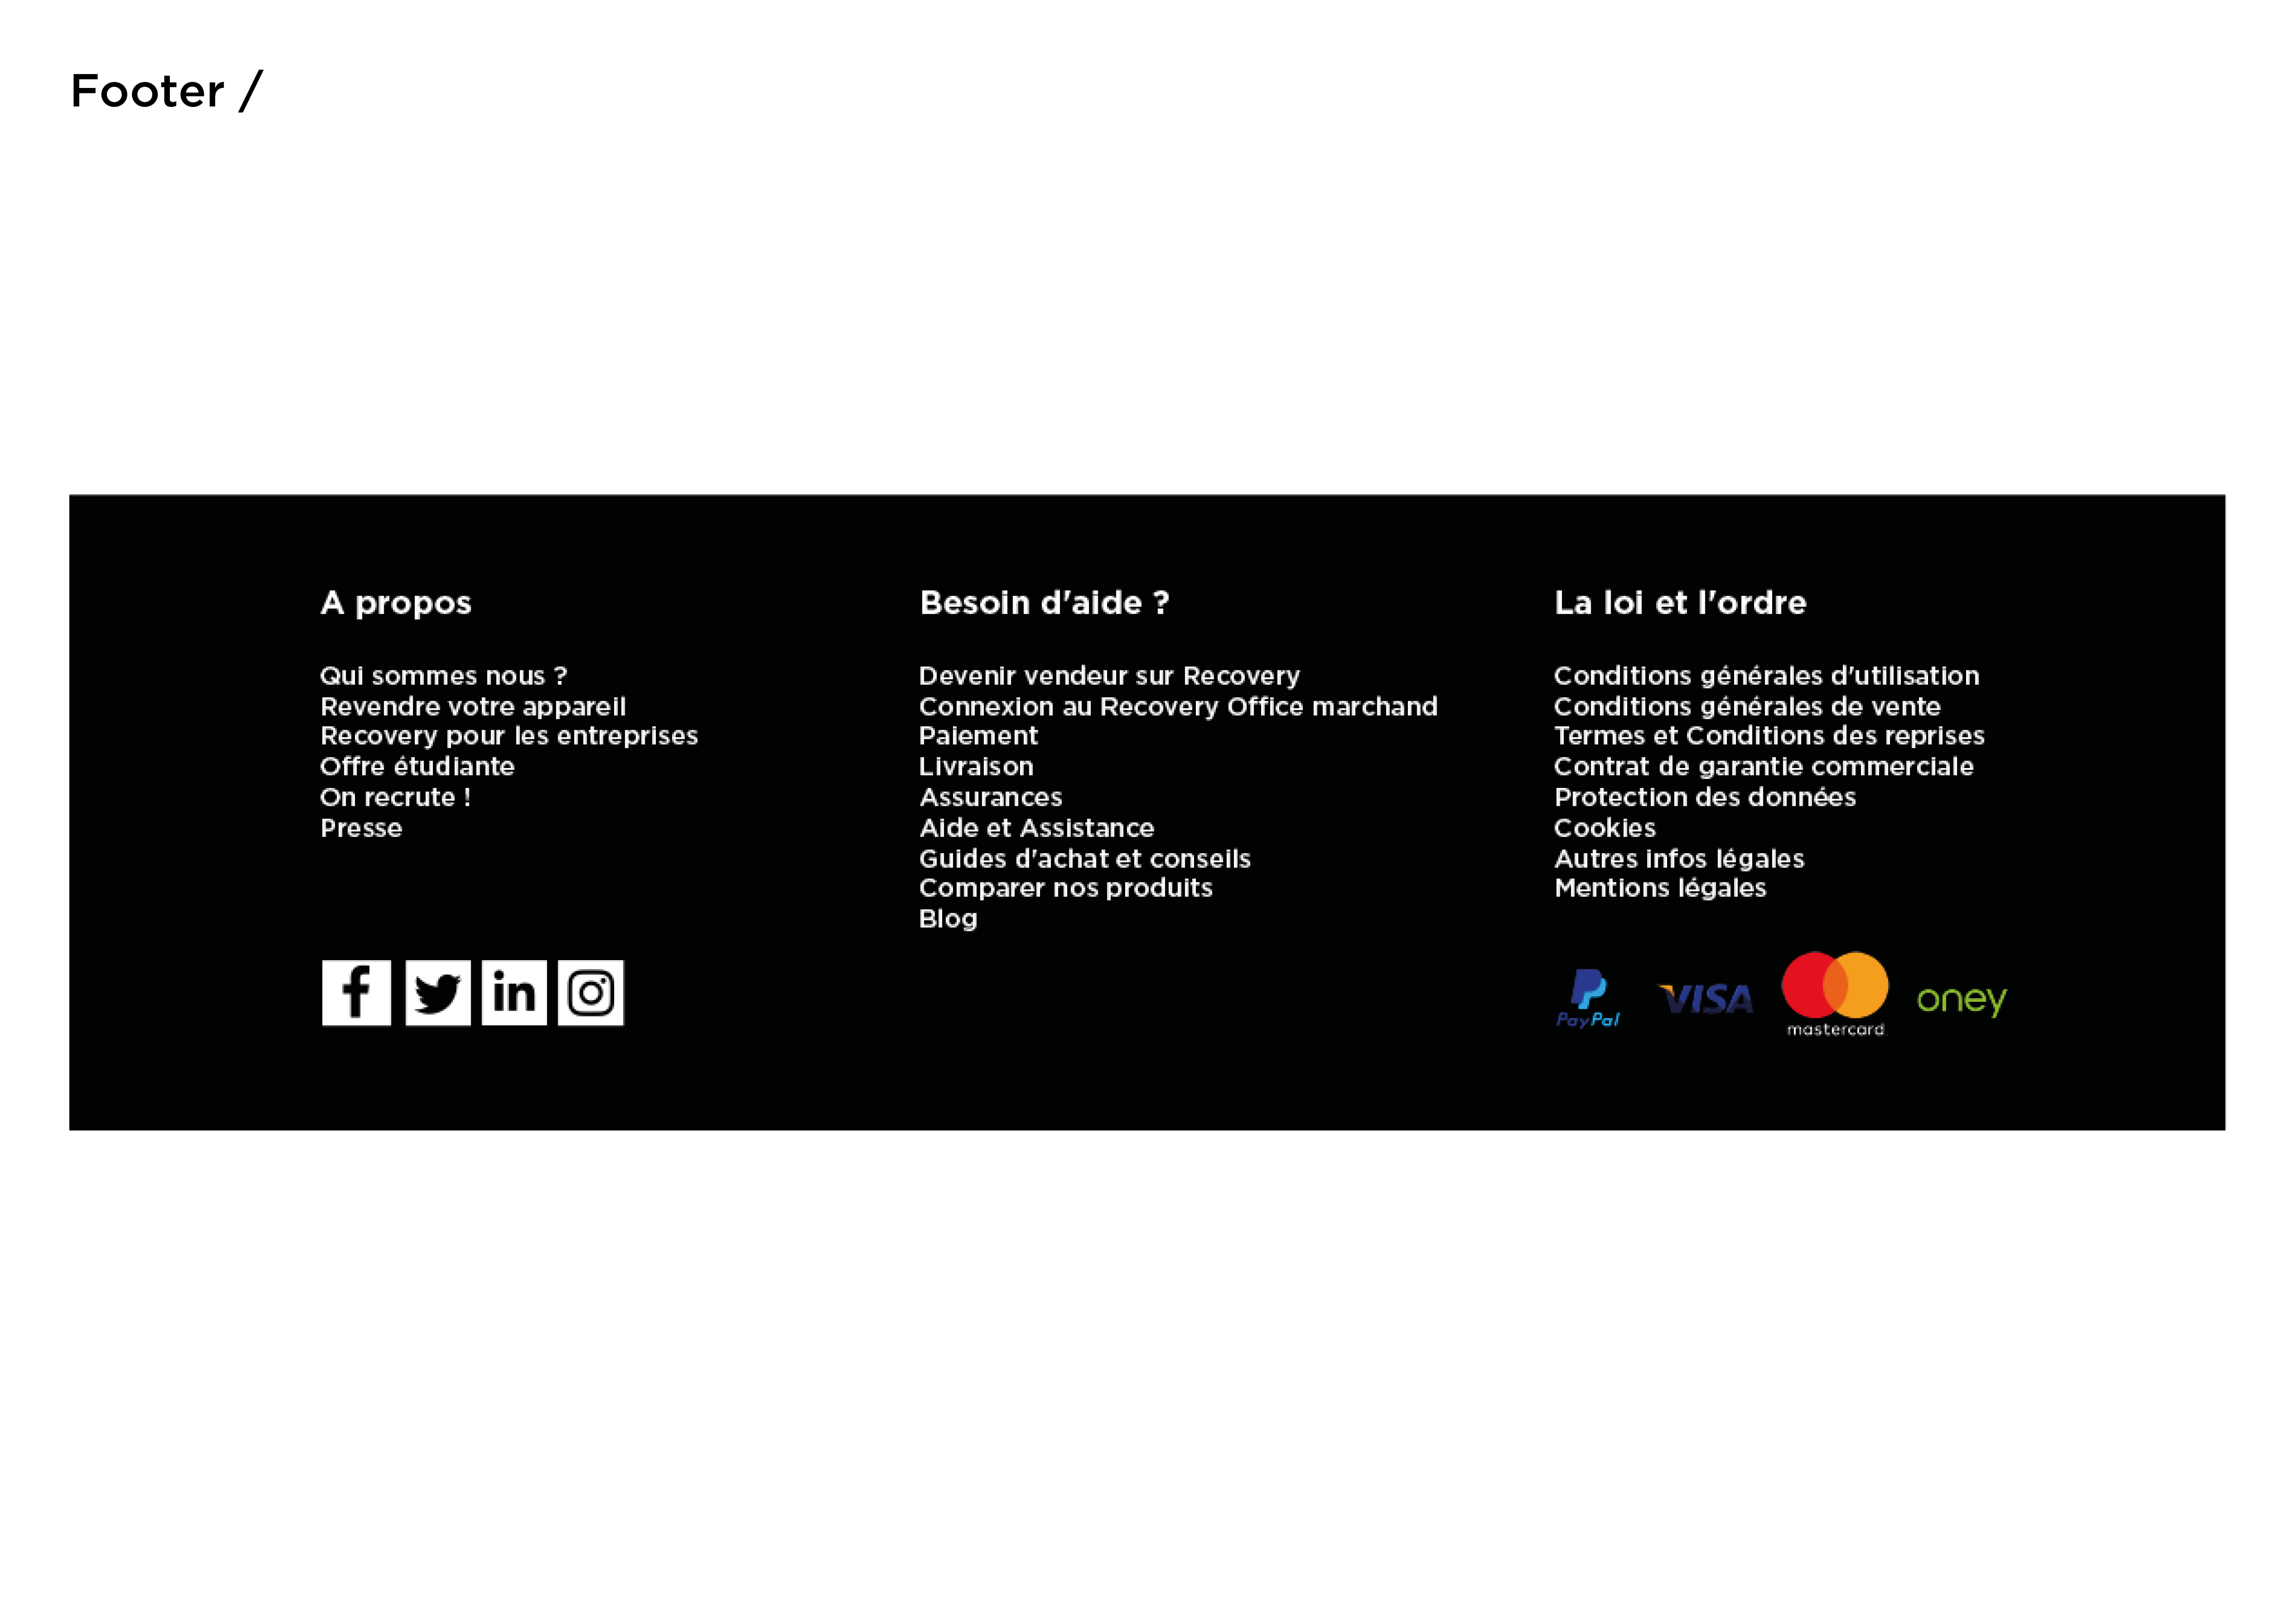 Footer /
A propos
Qui sommes nous ?
Revendre votre appareil
Recovery pour les entreprises
Offre étudiante
On recrute !
Presse
Besoin d'aide ?
Devenir vendeur sur Recovery
Connexion au Recovery Office marchand
Paiement
Livraison
Assurances
Aide et Assistance
Guides d'achat et conseils
Comparer nos produits
Blog
La loi et l'ordre
Conditions générales d'utilisation
Conditions générales de vente
Termes et Conditions des reprises
Contrat de garantie commerciale
Protection des données
Cookies
Autres infos légales
Mentions légales
f
in
PayPal
VISA
mastercard
oney